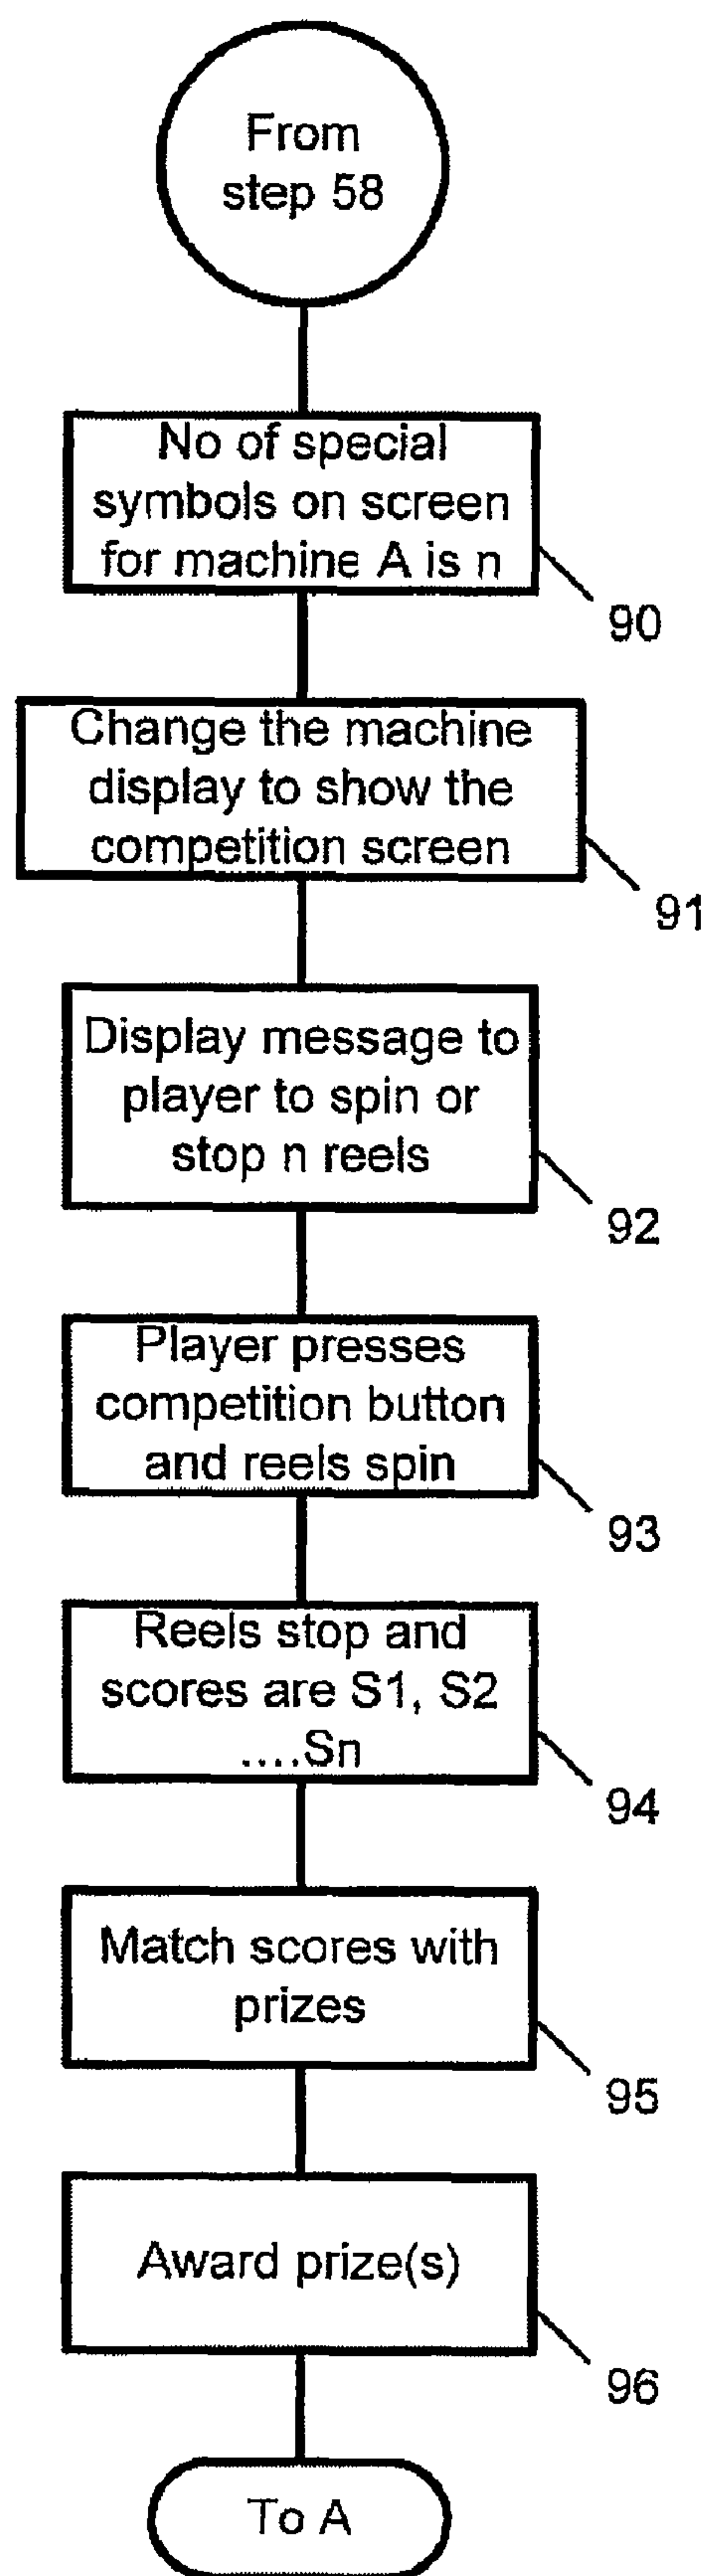 From
step 58
No of special
symbols on screen
for machine A is n
90
Change the machine
display to show the
competition screen
91
Display message to
player to spin or
stop n reels
92
Player presses
competition button
and reels spin
93
Reels stop and
scores are S1, S2
....Sn
94
Match scores with
prizes
95
Award prize(s)
96
To A